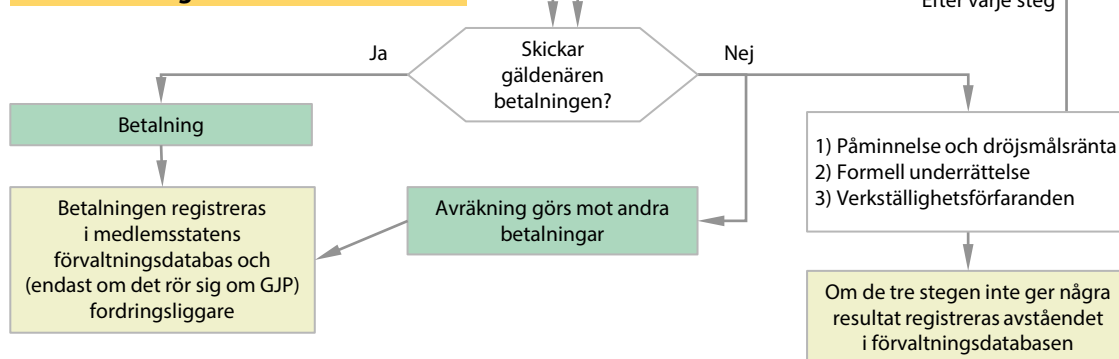 Efter varje steg
Ja
Skickar
gäldenären
betalningen?
Nej
Betalning
1) Påminnelse och dröjsmålsränta
2) Formell underrättelse
3) Verkställighetsförfaranden
Betalningen registreras
i medlemsstatens
förvaltningsdatabas och
(endast om det rör sig om GJP)
fordringsliggare
Avräkning görs mot andra
betalningar
Om de tre stegen inte ger några
resultat registreras avståendet
i förvaltningsdatabasen